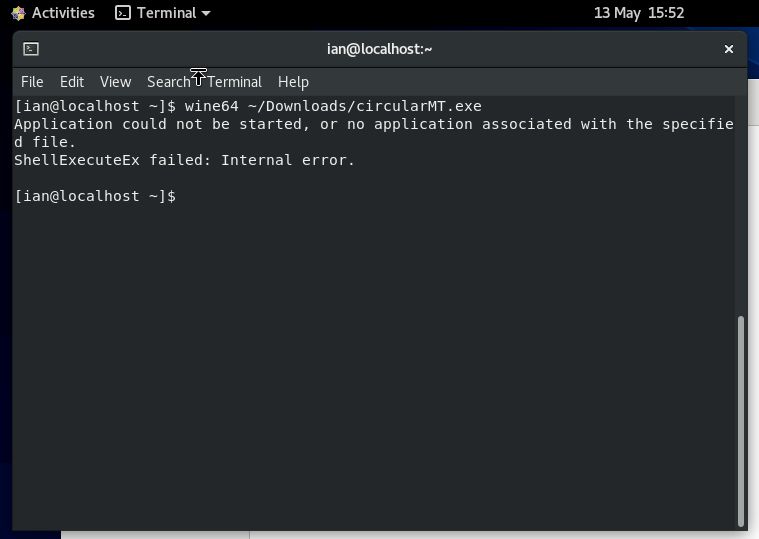 Activities Terminal 13 May 15:52
ian@localhost:~
File Edit View Search Terminal Help
[ian@localhost ~]$ wine64 ~/Downloads/circularMT.exe
Application could not be started, or no application associated with the specifie
d file.
ShellExecuteEx failed: Internal error.
[ian@localhost ~]$